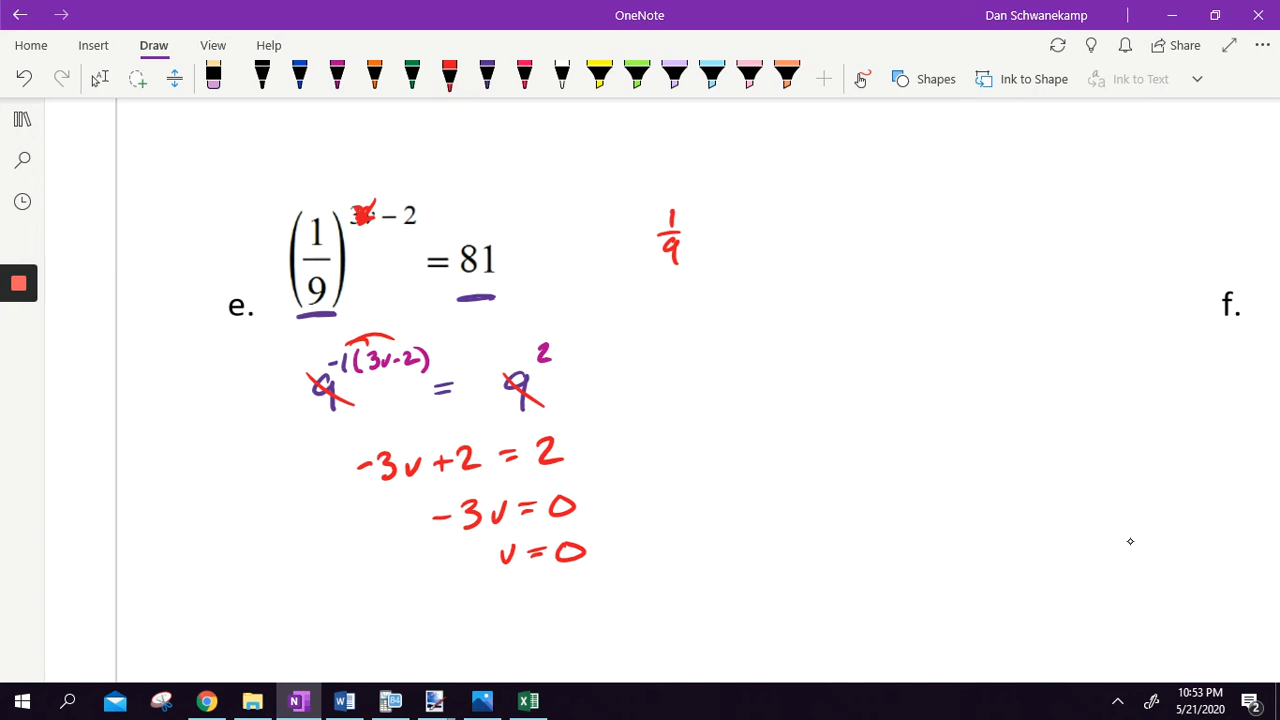 OneNote
Dan Schwanekamp
Home Insert Draw View Help
Share
Shapes Ink to Shape Ink to Text
e. (1/9)^(3v – 2) = 81
1/9
f.
9^(-1(3v-2)) = 9^2
-3v + 2 = 2
-3v = 0
v = 0
10:53 PM
5/21/2020
2